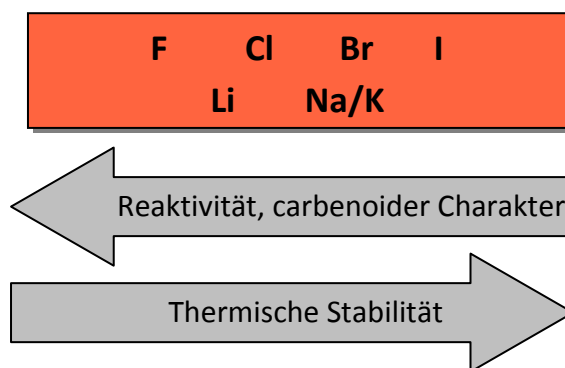 F Cl Br I
Li Na/K
Reaktivität, carbenoider Charakter
Thermische Stabilität